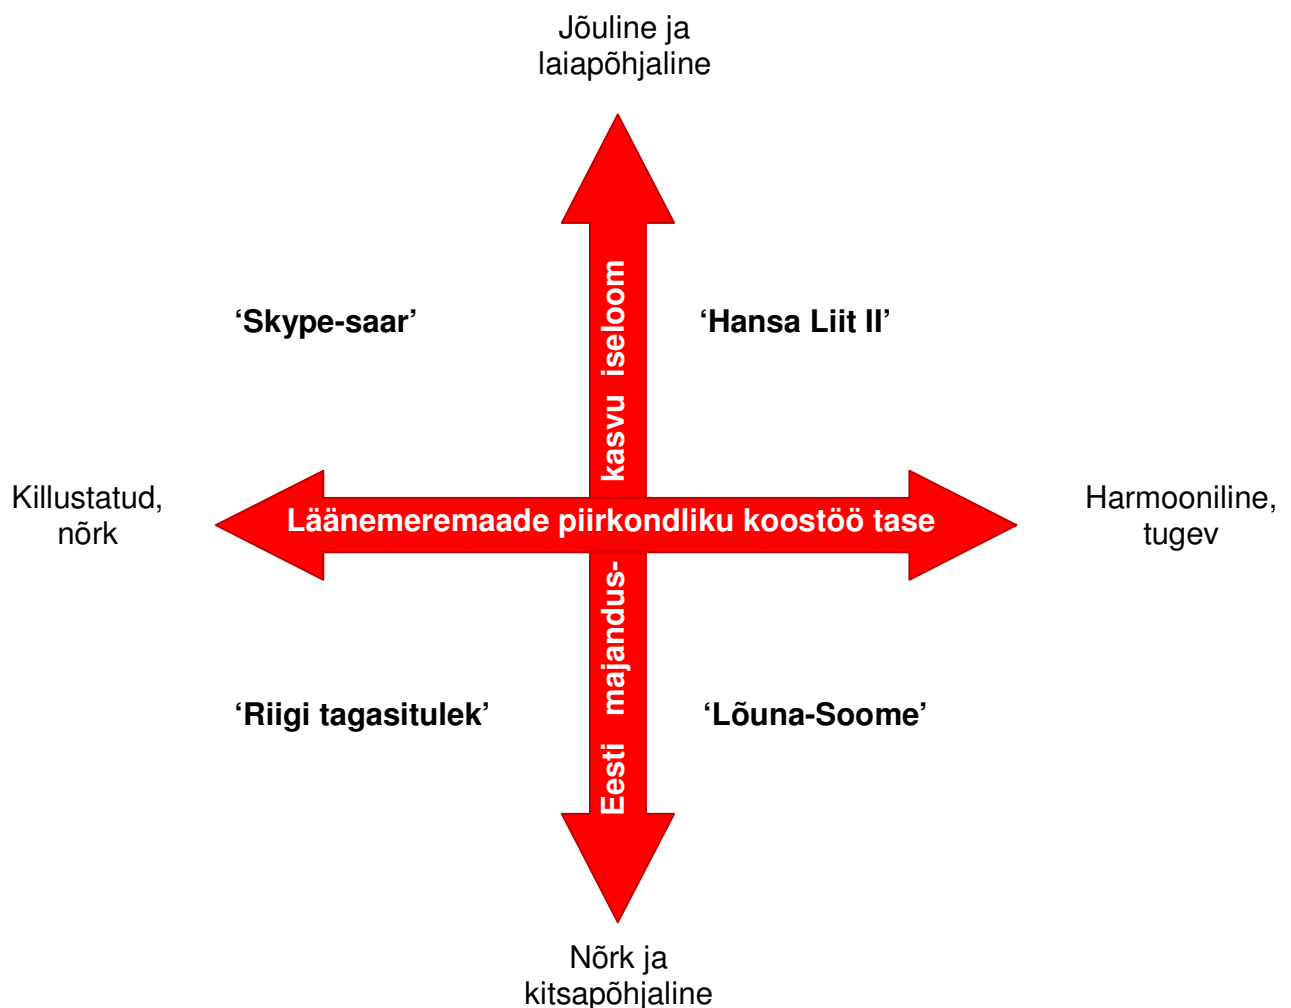 Jõuline ja
laiapõhjaline
‘Skype-saar’
‘Hansa Liit II’
Eesti majandus- kasvu iseloom
Killustatud,
nõrk
Läänemeremaade piirkondliku koostöö tase
Harmooniline,
tugev
‘Riigi tagasitulek’
‘Lõuna-Soome’
Nõrk ja
kitsapõhjaline